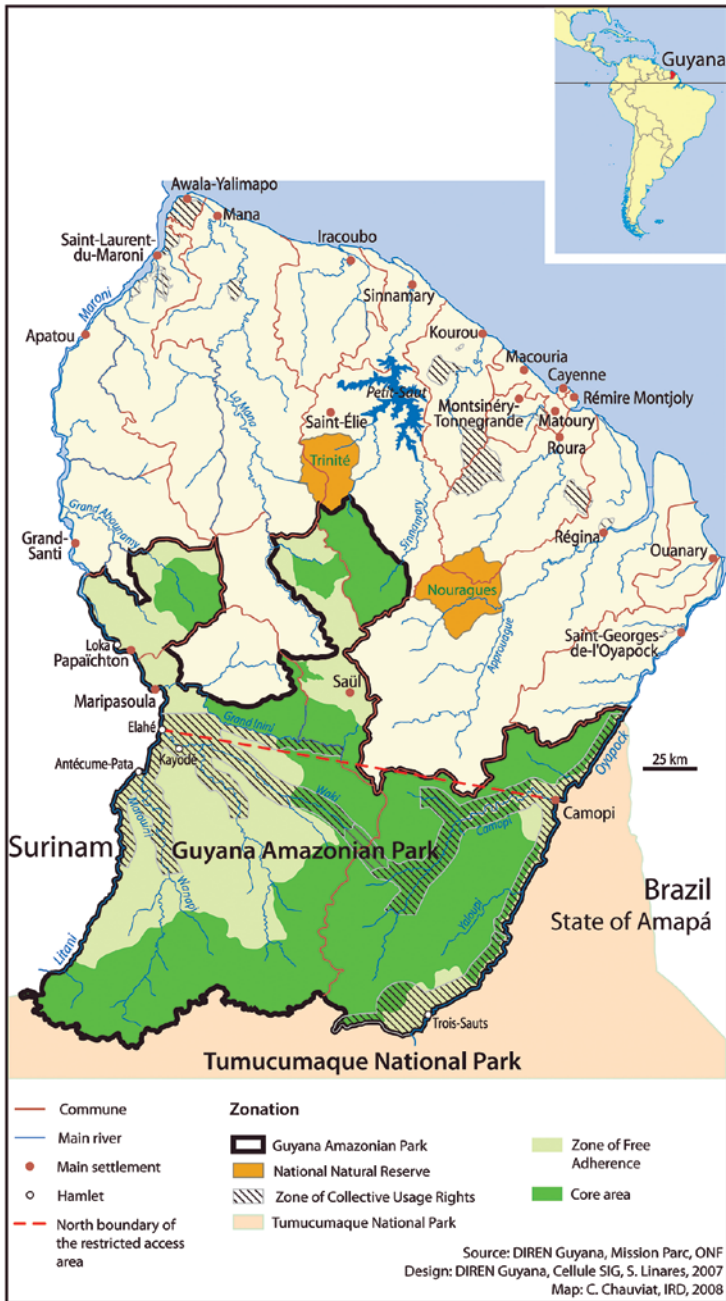 Guyana
Awala-Yalimapo
Mana
Saint-Laurent-
du-Maroni
Iracoubo
Sinnamary
Maroni
Apatou
Kourou
Macouria
Cayenne
La Mana
Petit-Saut
Montsinéry-
Tonnegrande
Rémire Montjoly
Saint-Élie
Matoury
Roura
Trinité
Grand Abounamy
Sinnamary
Grand-
Santi
Régina
Ouanary
Nouragues
Loka
Papaïchton
Approuague
Saint-Georges-
de-l'Oyapock
Maripasoula
Saül
Elahé
Grand Inini
Kayodé
Antécume-Pata
Oyapock
25 km
Waki
Camopi
Camopi
Marouini
Surinam
Guyana Amazonian Park
Wanapi
Yaloupi
Brazil
State of Amapá
Litani
Trois-Sauts
Tumucumaque National Park
Commune
Main river
Main settlement
Hamlet
North boundary of
the restricted access
area
Zonation
Guyana Amazonian Park
National Natural Reserve
Zone of Collective Usage Rights
Tumucumaque National Park
Zone of Free
Adherence
Core area
Source: DIREN Guyana, Mission Parc, ONF
Design: DIREN Guyana, Cellule SIG, S. Linares, 2007
Map: C. Chauviat, IRD, 2008